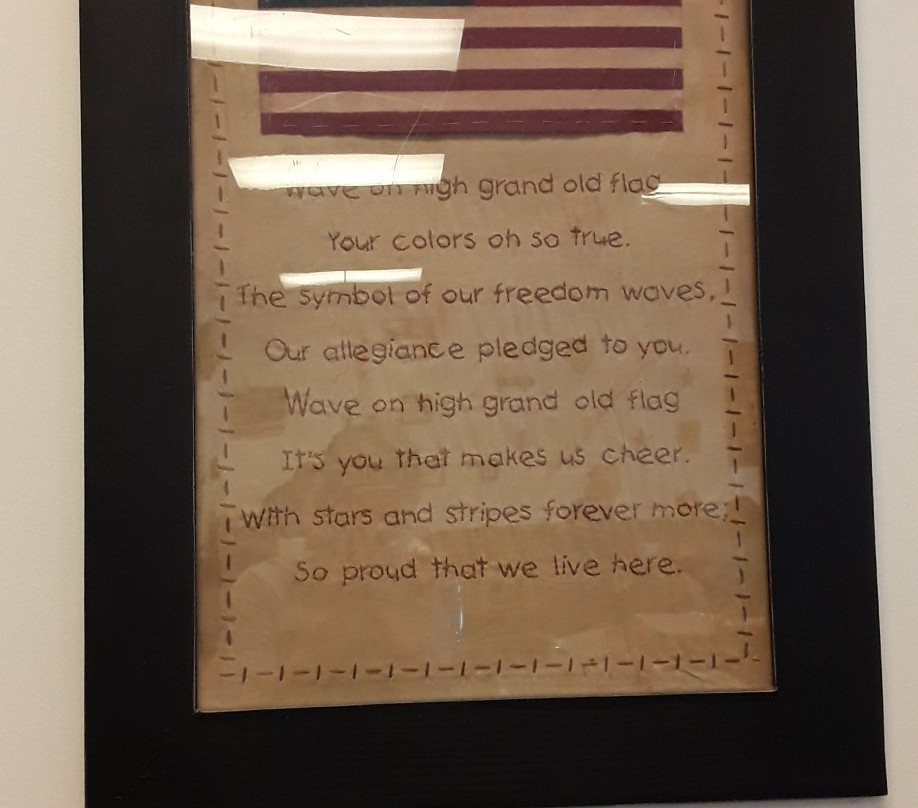 Wave on high grand old flag
Your colors oh so true.
The symbol of our freedom waves,
Our allegiance pledged to you.
Wave on high grand old flag
It's you that makes us cheer.
With stars and stripes forever more;
So proud that we live here.